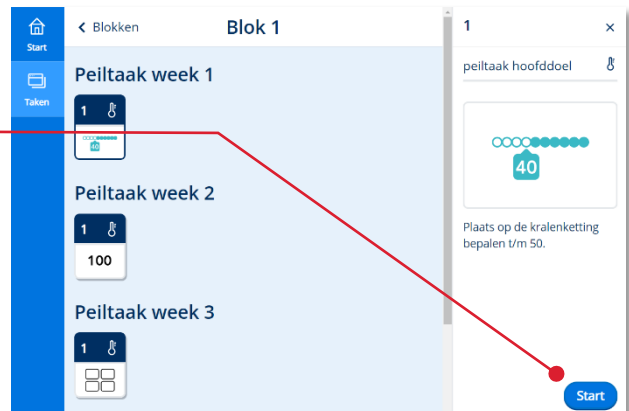 Start
Taken
Blokken
Blok 1
Peiltaak week 1
1
40
Peiltaak week 2
1
100
Peiltaak week 3
1
1
peiltaak hoofddoel
40
Plaats op de kralenketting
bepalen t/m 50.
Start